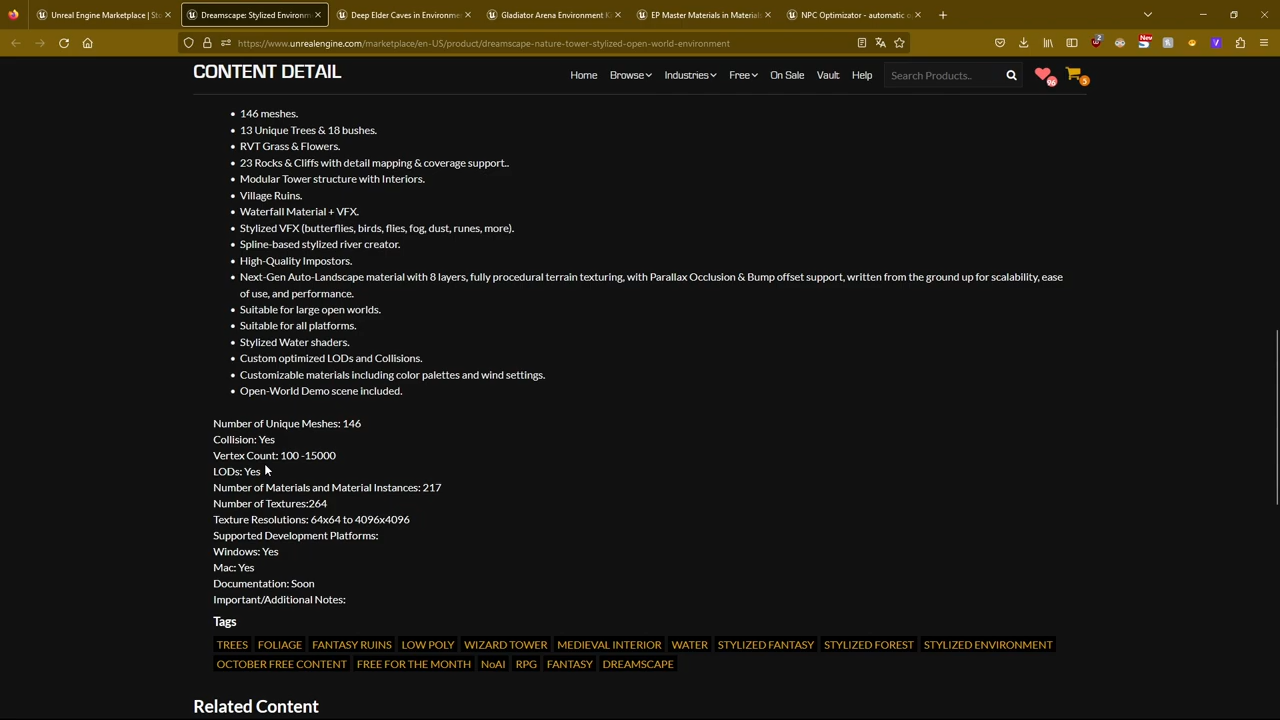 Unreal Engine Marketplace | St
Dreamscape: Stylized Environm
Deep Elder Caves in Environme
Gladiator Arena Environment K
EP Master Materials in Materials
NPC Optimizator - automatic o
https://www.unrealengine.com/marketplace/en-US/product/dreamscape-nature-tower-stylized-open-world-environment
2
New
CONTENT DETAIL
Home
Browse
Industries
Free
On Sale
Vault
Help
Search Products..
96
5
146 meshes.
13 Unique Trees & 18 bushes.
RVT Grass & Flowers.
23 Rocks & Cliffs with detail mapping & coverage support..
Modular Tower structure with Interiors.
Village Ruins.
Waterfall Material + VFX.
Stylized VFX (butterflies, birds, flies, fog, dust, runes, more).
Spline-based stylized river creator.
High-Quality Impostors.
Next-Gen Auto-Landscape material with 8 layers, fully procedural terrain texturing, with Parallax Occlusion & Bump offset support, written from the ground up for scalability, ease
of use, and performance.
Suitable for large open worlds.
Suitable for all platforms.
Stylized Water shaders.
Custom optimized LODs and Collisions.
Customizable materials including color palettes and wind settings.
Open-World Demo scene included.
Number of Unique Meshes: 146
Collision: Yes
Vertex Count: 100 -15000
LODs: Yes
Number of Materials and Material Instances: 217
Number of Textures:264
Texture Resolutions: 64x64 to 4096x4096
Supported Development Platforms:
Windows: Yes
Mac: Yes
Documentation: Soon
Important/Additional Notes:
Tags
TREES FOLIAGE FANTASY RUINS LOW POLY WIZARD TOWER MEDIEVAL INTERIOR WATER STYLIZED FANTASY STYLIZED FOREST STYLIZED ENVIRONMENT
OCTOBER FREE CONTENT FREE FOR THE MONTH NoAI RPG FANTASY DREAMSCAPE
Related Content